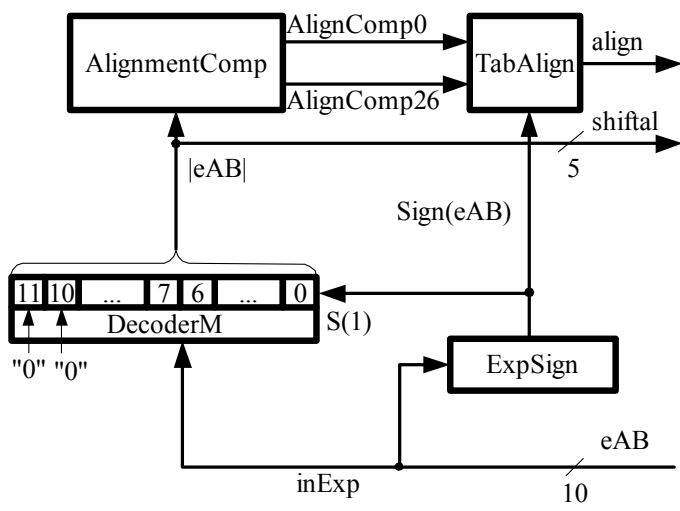 AlignComp0
AlignmentComp
TabAlign
align
AlignComp26
shiftal
5
|eAB|
Sign(eAB)
11 10 ... 7 6 ... 0
DecoderM
S(1)
"0" "0"
ExpSign
eAB
inExp
10